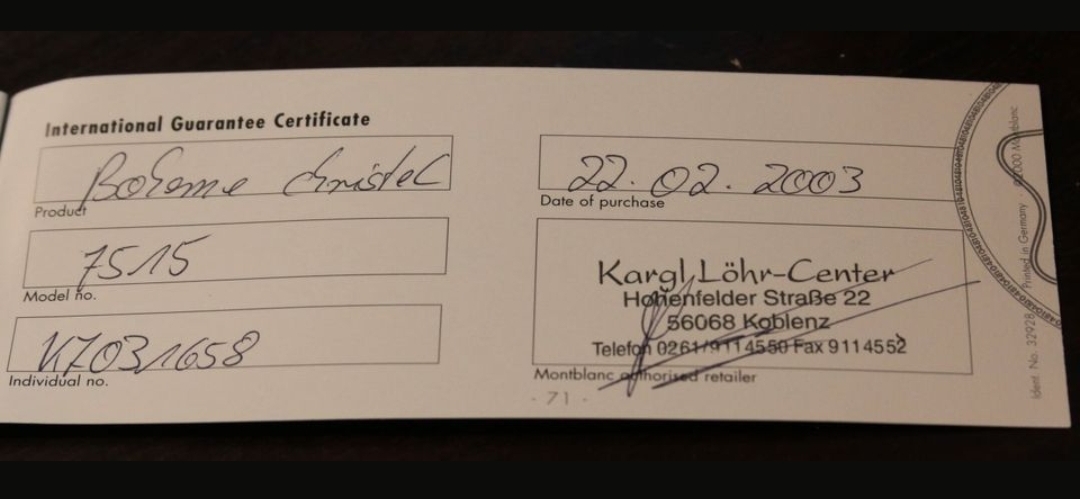 International Guarantee Certificate
Boheme
Product
7515
Model no.
Individual no.
22.02.2003
Date of purchase
Kargl, Löhr-Center
Hohenfelder Straße 22
56068 Koblenz
Telefon 0261/9114550 Fax 9114552
Montblanc authorised retailer
- 71 -
Ident No. 32928 Printed in Germany ©2000 Montblanc